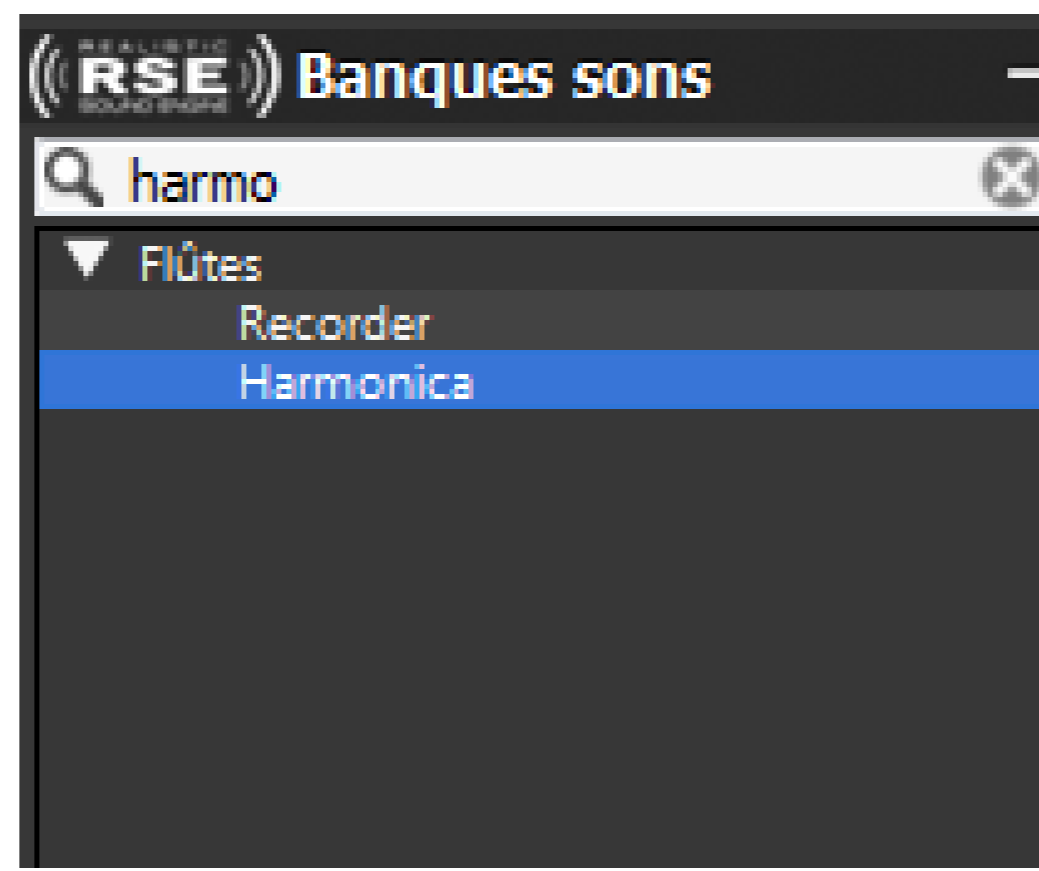 REALISTIC
RSE Banques sons
SOUND ENGINE
harmo
Flûtes
Recorder
Harmonica